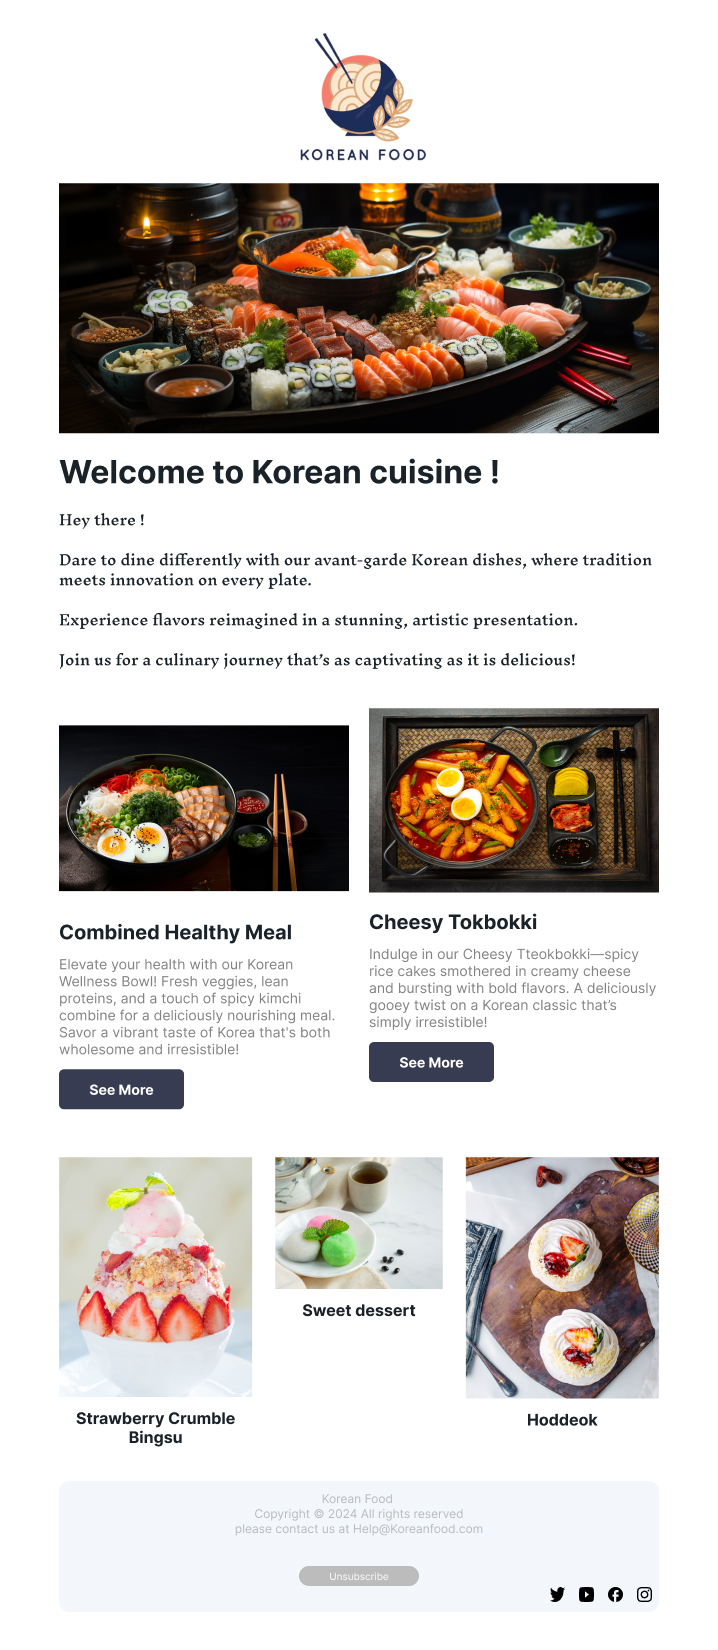 KOREAN FOOD
Welcome to Korean cuisine !
Hey there !
Dare to dine differently with our avant-garde Korean dishes, where tradition
meets innovation on every plate.
Experience flavors reimagined in a stunning, artistic presentation.
Join us for a culinary journey that’s as captivating as it is delicious!
Combined Healthy Meal
Elevate your health with our Korean
Wellness Bowl! Fresh veggies, lean
proteins, and a touch of spicy kimchi
combine for a deliciously nourishing meal.
Savor a vibrant taste of Korea that's both
wholesome and irresistible!
See More
Cheesy Tokbokki
Indulge in our Cheesy Tteokbokki—spicy
rice cakes smothered in creamy cheese
and bursting with bold flavors. A deliciously
gooey twist on a Korean classic that’s
simply irresistible!
See More
Strawberry Crumble
Bingsu
Sweet dessert
Hoddeok
Korean Food
Copyright © 2024 All rights reserved
please contact us at Help@Koreanfood.com
Unsubscribe